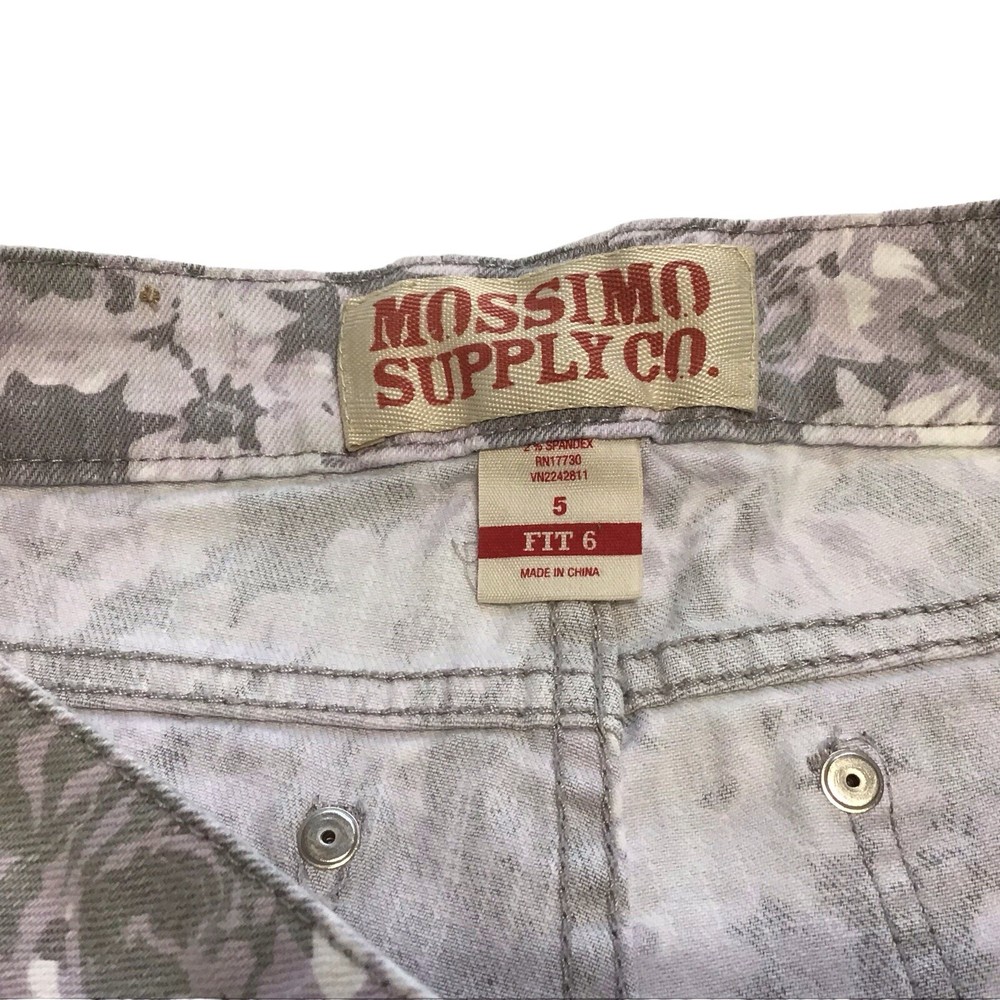 MOSSIMO
SUPPLY CO.
2% SPANDEX
RN17730
VN2242811
5
FIT 6
MADE IN CHINA